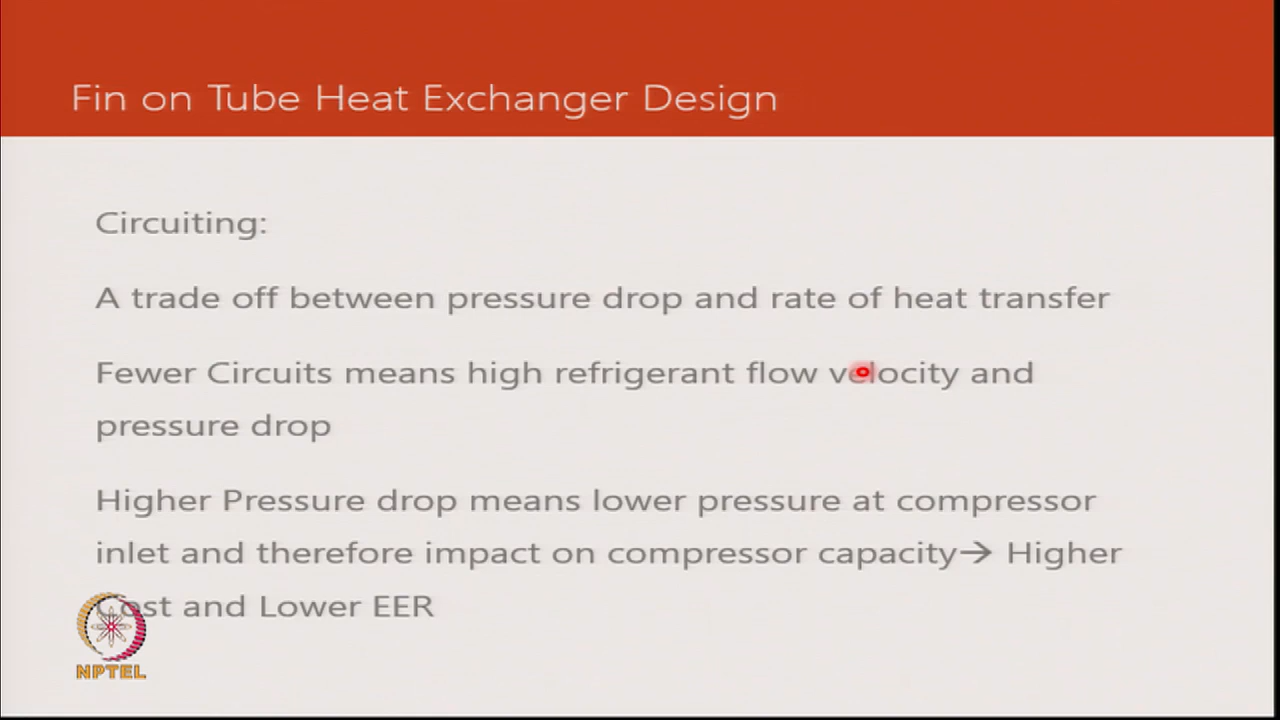 Fin on Tube Heat Exchanger Design
Circuiting:
A trade off between pressure drop and rate of heat transfer
Fewer Circuits means high refrigerant flow velocity and
pressure drop
Higher Pressure drop means lower pressure at compressor
inlet and therefore impact on compressor capacity→ Higher
Cost and Lower EER
NPTEL